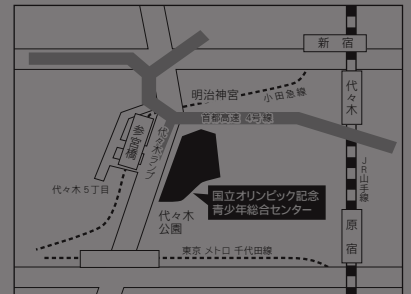 新 宿
明治神宮
小田急線
首都高速 4号線
代々木
参宮橋
代々木ランプ
JR山手線
代々木5丁目
国立オリンピック記念
青少年総合センター
代々木
公園
原宿
東京 メトロ 千代田線